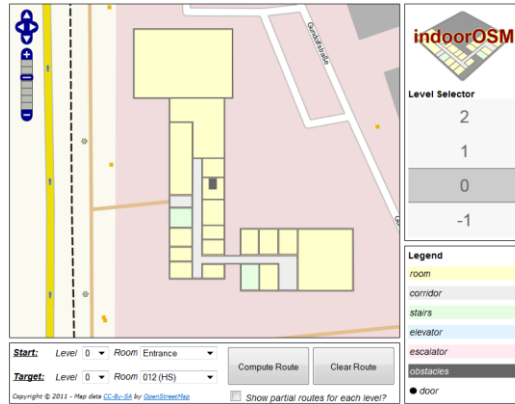 Gundolfstraße
indoorOSM
Level Selector
2
1
0
-1
Legend
room
corridor
stairs
elevator
escalator
obstacles
door
Start: Level 0 Room Entrance
Compute Route
Clear Route
Target: Level 0 Room 012 (HS)
Copyright © 2011 - Map data CC-By-SA by OpenStreetMap
Show partial routes for each level?